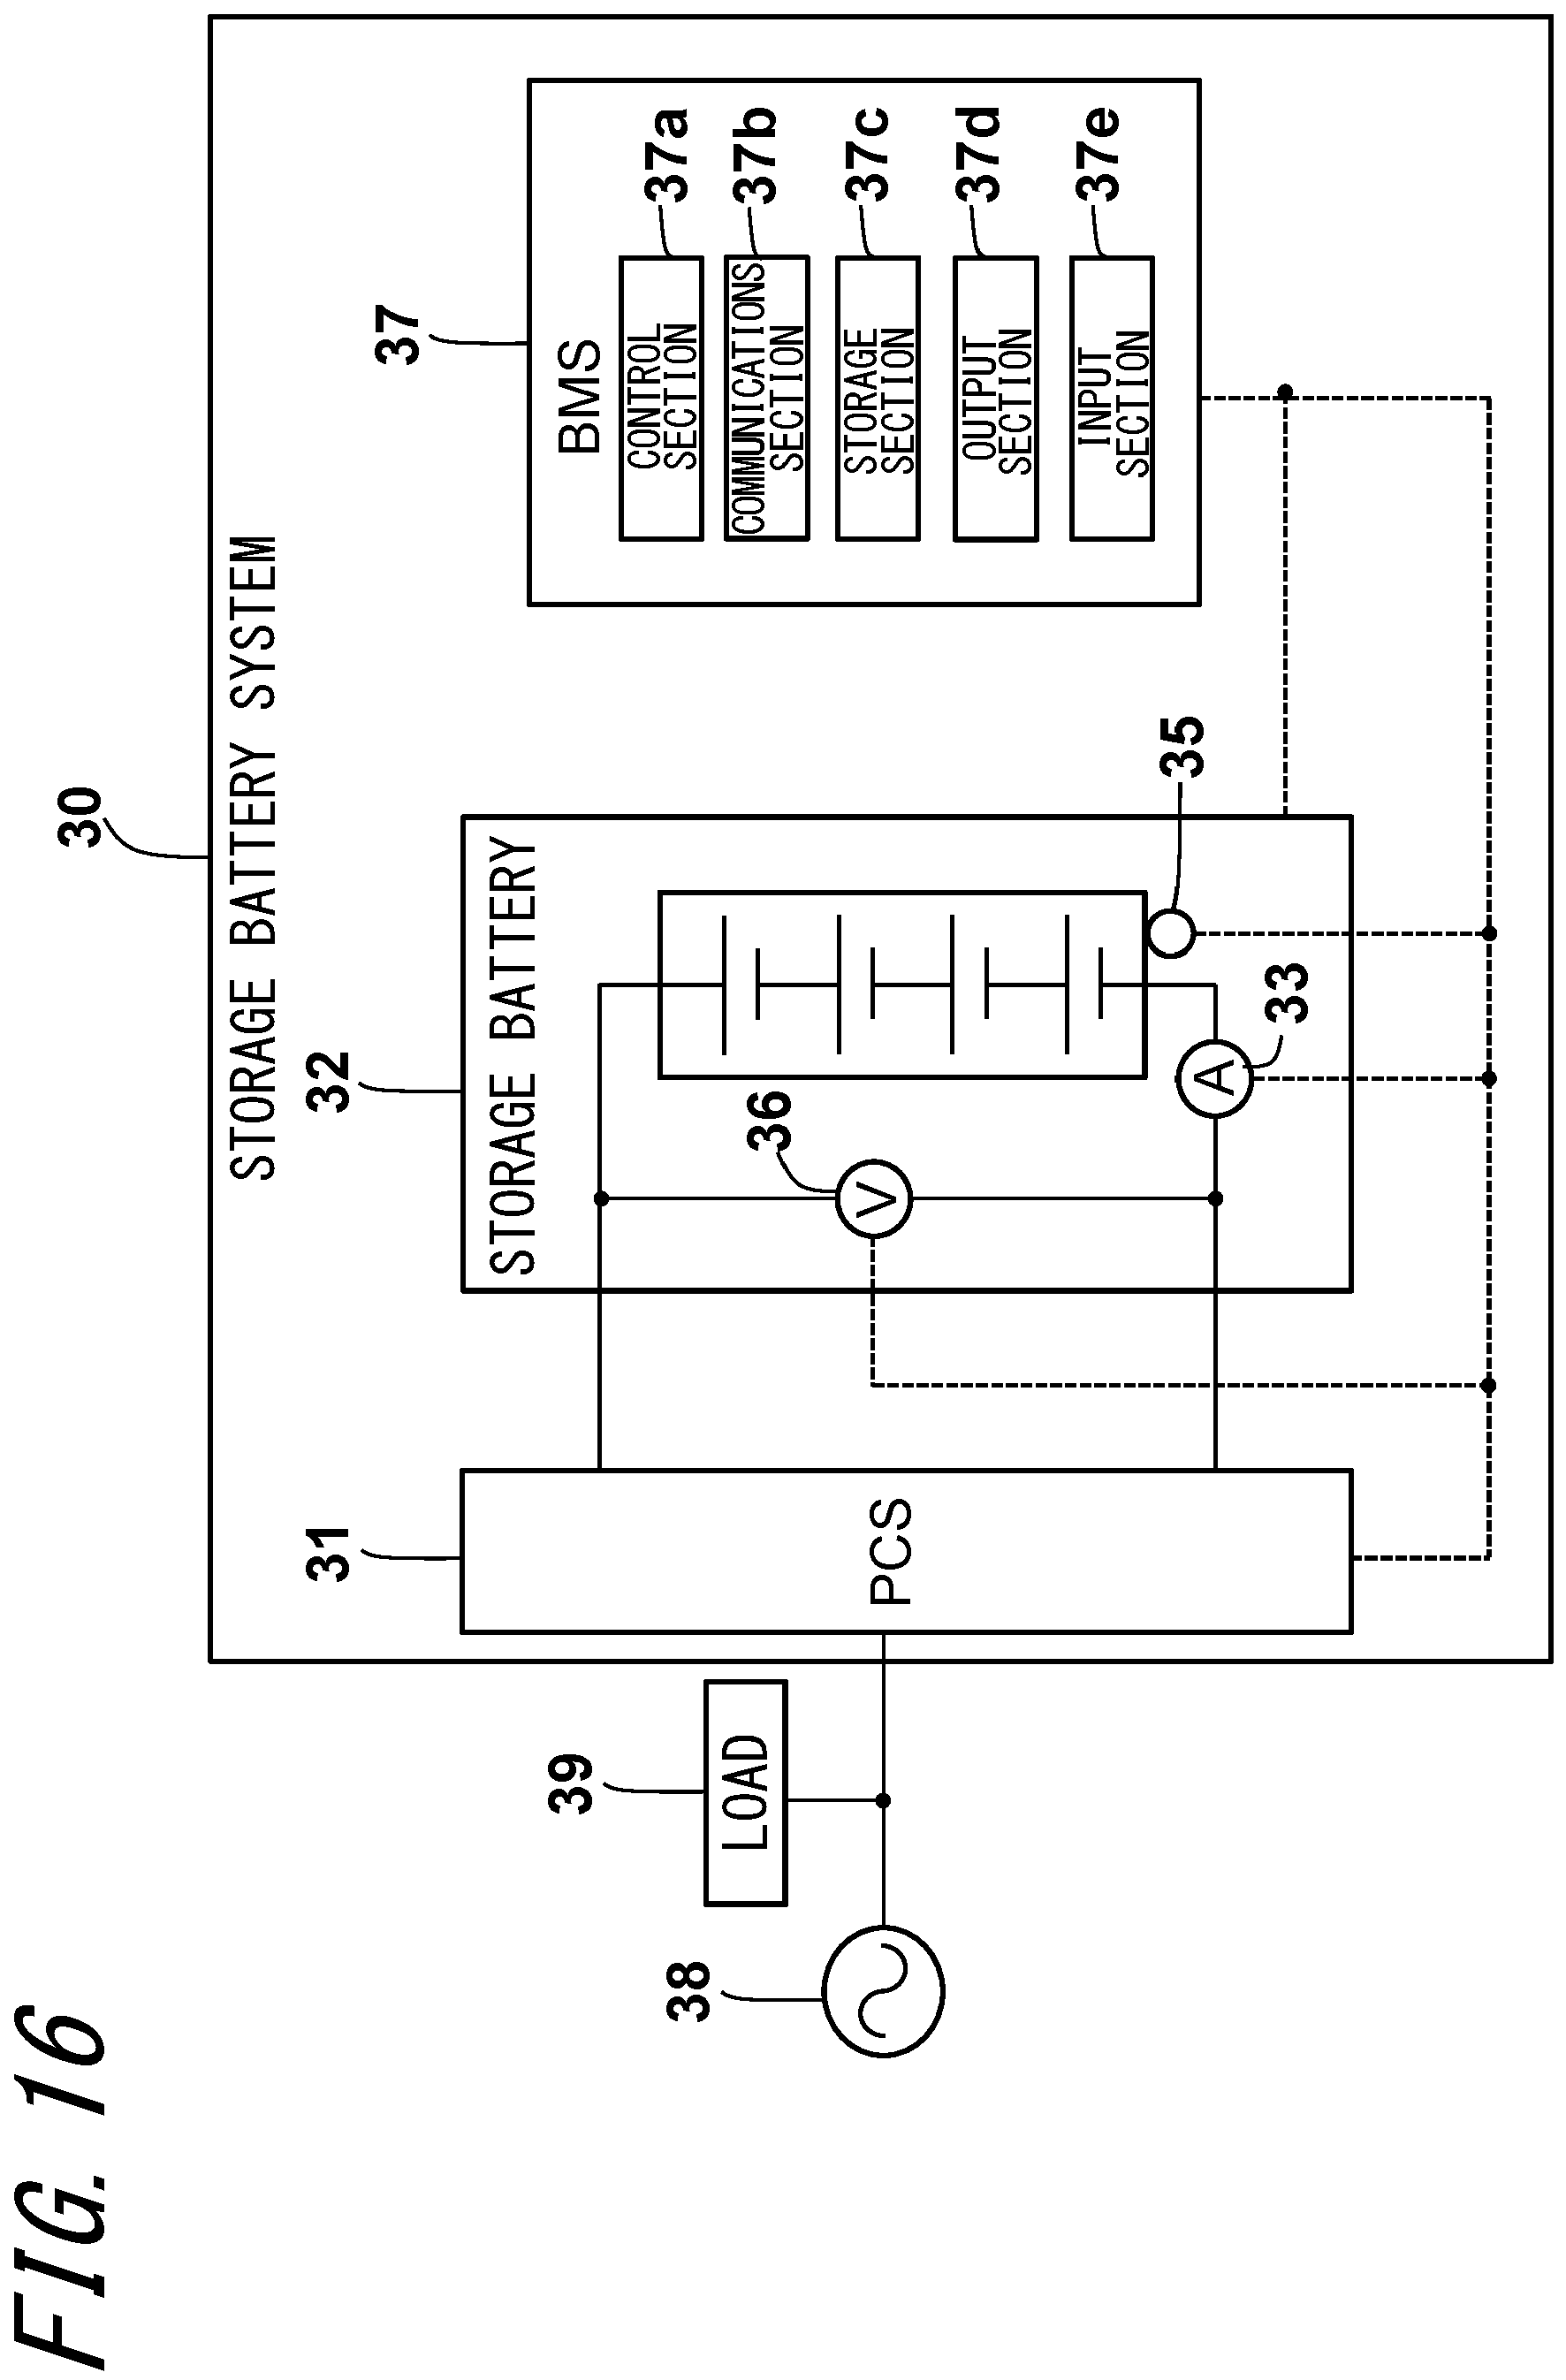 FIG. 16
30
STORAGE BATTERY SYSTEM
38
39
LOAD
31
PCS
32
STORAGE BATTERY
36
V
33
A
35
37
BMS
37a
CONTROL
SECTION
37b
COMMUNICATIONS
SECTION
37c
STORAGE
SECTION
37d
OUTPUT
SECTION
37e
INPUT
SECTION